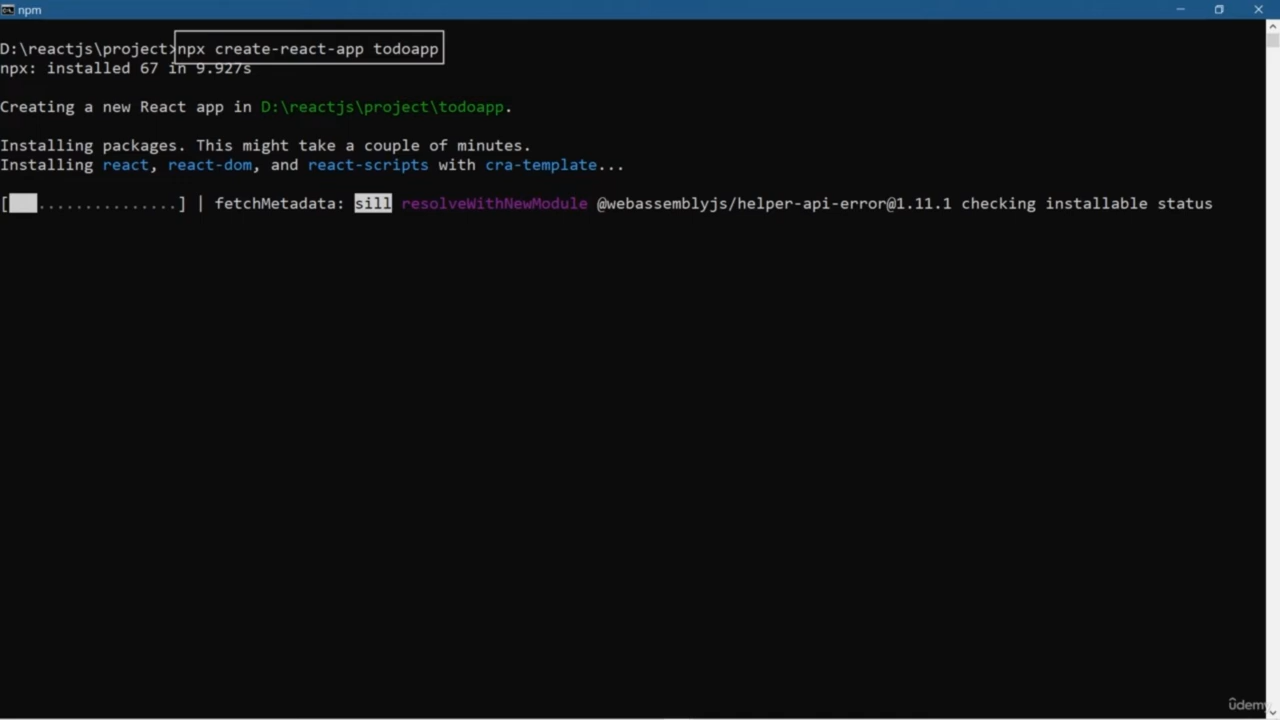 npm
D:\reactjs\project>npx create-react-app todoapp
npx: installed 67 in 9.927s
Creating a new React app in D:\reactjs\project\todoapp.
Installing packages. This might take a couple of minutes.
Installing react, react-dom, and react-scripts with cra-template...
[...............] | fetchMetadata: sill resolveWithNewModule @webassemblyjs/helper-api-error@1.11.1 checking installable status
ûdemy